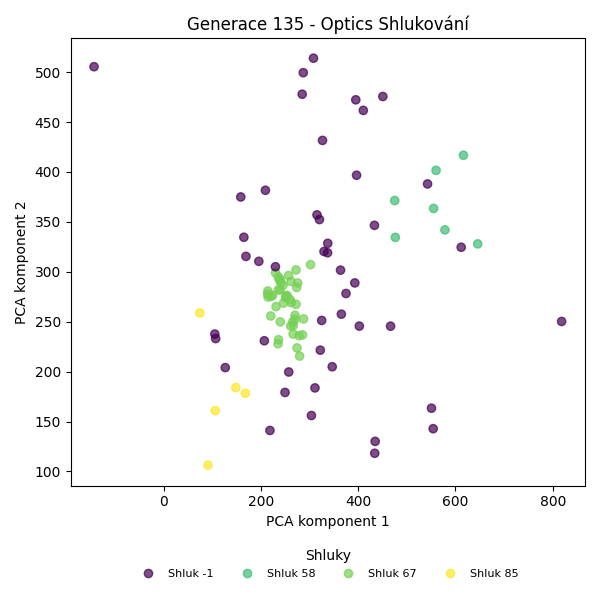 Generace 135 - Optics Shlukování
PCA komponent 2
500
450
400
350
300
250
200
150
100
0 200 400 600 800
PCA komponent 1
Shluky
Shluk -1 Shluk 58 Shluk 67 Shluk 85